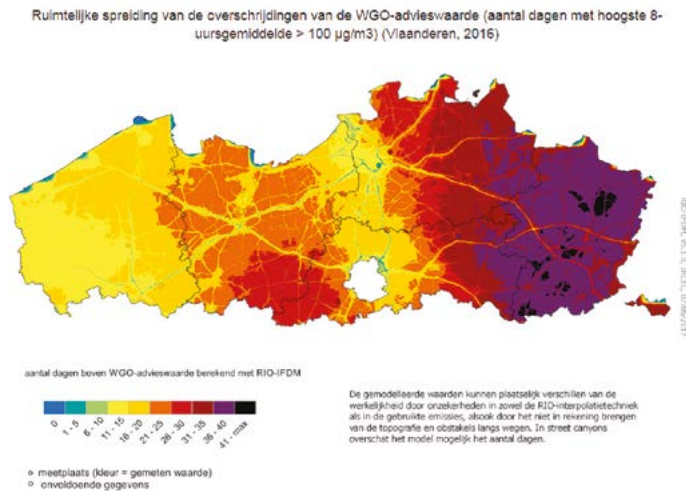 Ruimtelijke spreiding van de overschrijdingen van de WGO-advieswaarde (aantal dagen met hoogste 8-
uursgemiddelde > 100 µg/m3) (Vlaanderen, 2016)
aantal dagen boven WGO-advieswaarde berekend met RIO-IFDM
0
1 - 5
6 - 10
11 - 15
16 - 20
21 - 25
26 - 30
31 - 35
36 - 40
41 - max
meetplaats (kleur = gemeten waarde)
onvoldoende gegevens
De gemodelleerde waarden kunnen plaatselijk verschillen van de
werkelijkheid door onzekerheden in zowel de RIO-interpolatietechniek
als in de gebruikte emissies, alsook door het niet in rekening brengen
van de topografie en obstakels langs wegen. In street canyons
overschat het model mogelijk het aantal dagen.